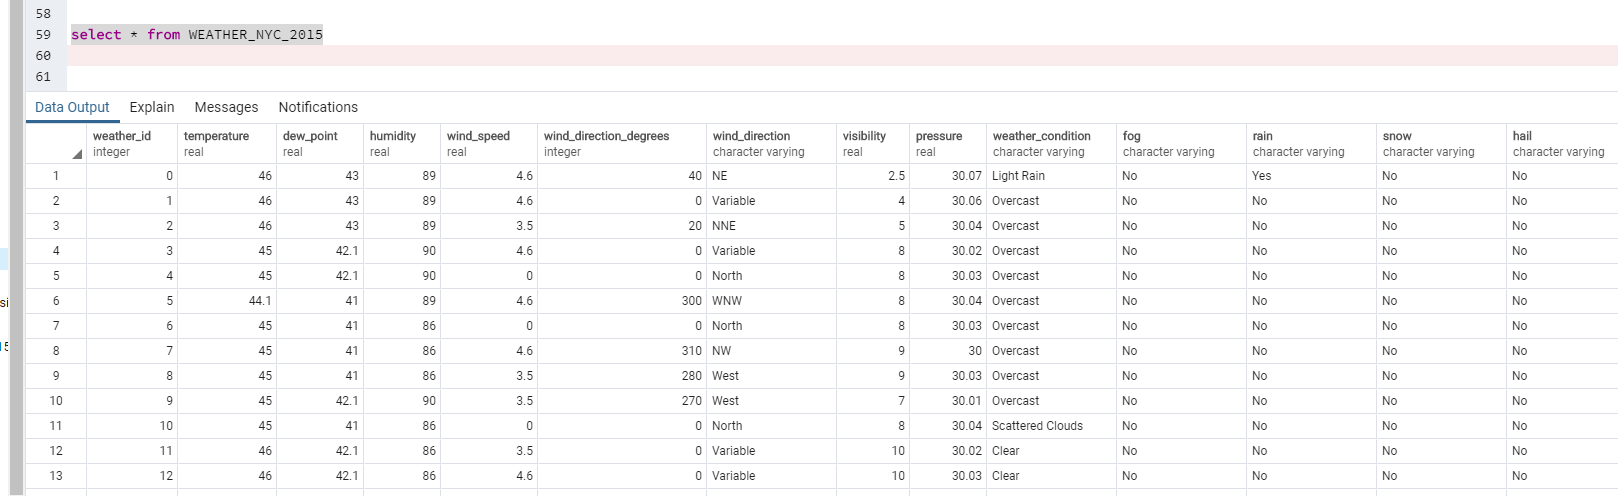 58
59 select * from WEATHER_NYC_2015
60
61
Data Output Explain Messages Notifications
weather_id temperature dew_point humidity wind_speed wind_direction_degrees wind_direction visibility pressure weather_condition fog rain snow hail
integer real real real real integer character varying real real character varying character varying character varying character varying character varying
1 0 46 43 89 4.6 40 NE 2.5 30.07 Light Rain No Yes No No
2 1 46 43 89 4.6 0 Variable 4 30.06 Overcast No No No No
3 2 46 43 89 3.5 20 NNE 5 30.04 Overcast No No No No
4 3 45 42.1 90 4.6 0 Variable 8 30.02 Overcast No No No No
5 4 45 42.1 90 0 0 North 8 30.03 Overcast No No No No
si 6 5 44.1 41 89 4.6 300 WNW 8 30.04 Overcast No No No No
7 6 45 41 86 0 0 North 8 30.03 Overcast No No No No
5 8 7 45 41 86 4.6 310 NW 9 30 Overcast No No No No
9 8 45 41 86 3.5 280 West 9 30.03 Overcast No No No No
10 9 45 42.1 90 3.5 270 West 7 30.01 Overcast No No No No
11 10 45 41 86 0 0 North 8 30.04 Scattered Clouds No No No No
12 11 46 42.1 86 3.5 0 Variable 10 30.02 Clear No No No No
13 12 46 42.1 86 4.6 0 Variable 10 30.03 Clear No No No No